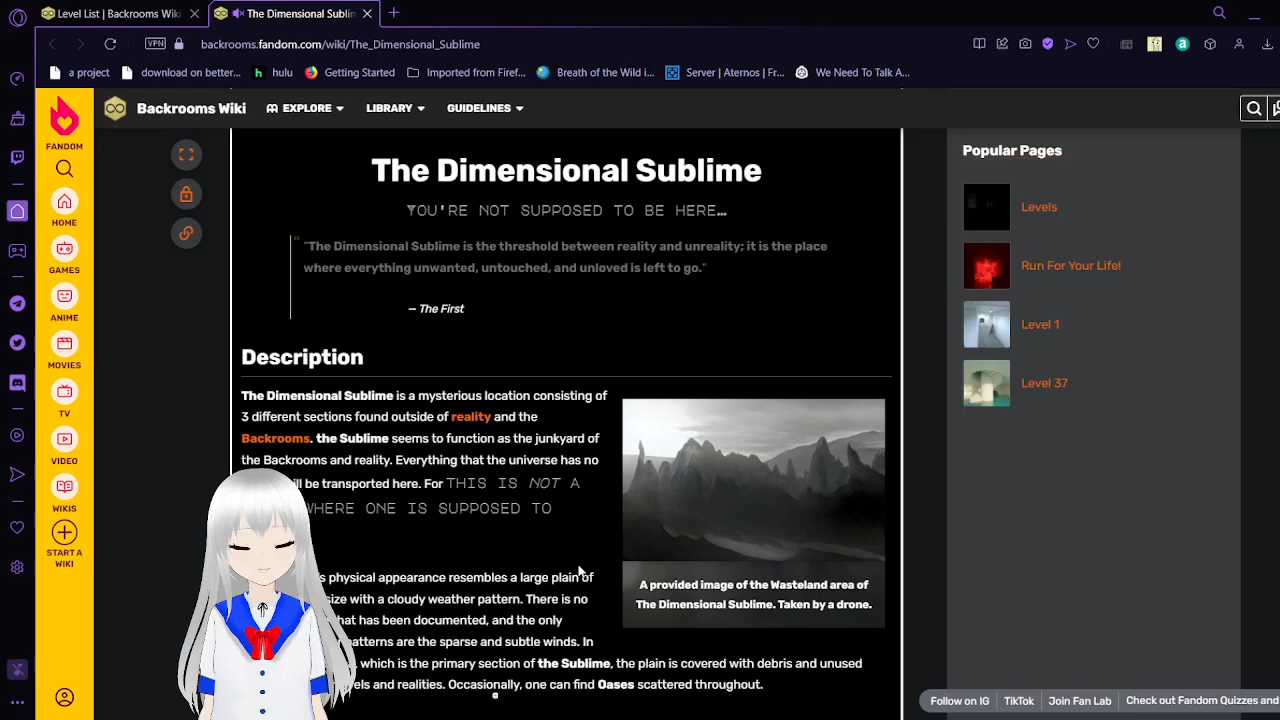 Level List | Backrooms Wiki
The Dimensional Sublim
VPN
backrooms.fandom.com/wiki/The_Dimensional_Sublime
a project
download on better...
hulu
Getting Started
Imported from Firef...
Breath of the Wild i...
Server | Aternos | Fr...
We Need To Talk A...
Backrooms Wiki
EXPLORE
LIBRARY
GUIDELINES
FANDOM
HOME
GAMES
ANIME
MOVIES
TV
VIDEO
WIKIS
START A
WIKI
The Dimensional Sublime
YOU'RE NOT SUPPOSED TO BE HERE…
"The Dimensional Sublime is the threshold between reality and unreality; it is the place
where everything unwanted, untouched, and unloved is left to go."
— The First
Description
The Dimensional Sublime is a mysterious location consisting of
3 different sections found outside of reality and the
Backrooms. the Sublime seems to function as the junkyard of
the Backrooms and reality. Everything that the universe has no
ill be transported here. For THIS IS NOT A
WHERE ONE IS SUPPOSED TO
s physical appearance resembles a large plain of
size with a cloudy weather pattern. There is no
that has been documented, and the only
patterns are the sparse and subtle winds. In
, which is the primary section of the Sublime, the plain is covered with debris and unused
els and realities. Occasionally, one can find Oases scattered throughout.
A provided image of the Wasteland area of
The Dimensional Sublime. Taken by a drone.
Popular Pages
Levels
Run For Your Life!
Level 1
Level 37
Follow on IG
TikTok
Join Fan Lab
Check out Fandom Quizzes and